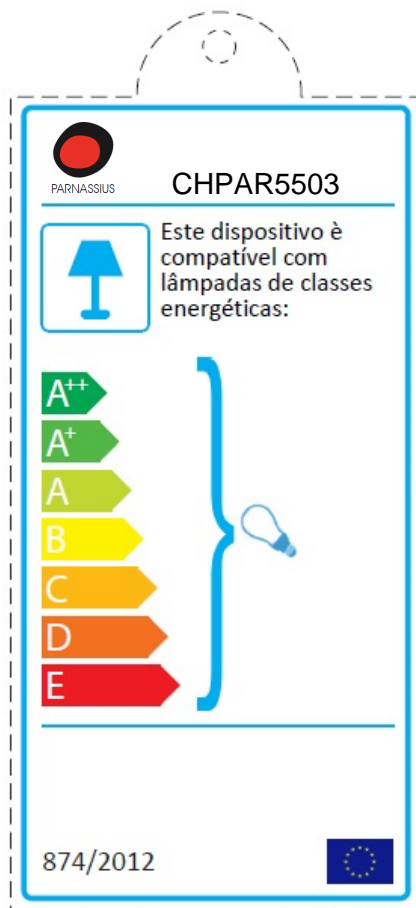 PARNASSIUS
CHPAR5503
Este dispositivo è
compatível com
lâmpadas de classes
energéticas:
A++
A+
A
B
C
D
E
874/2012